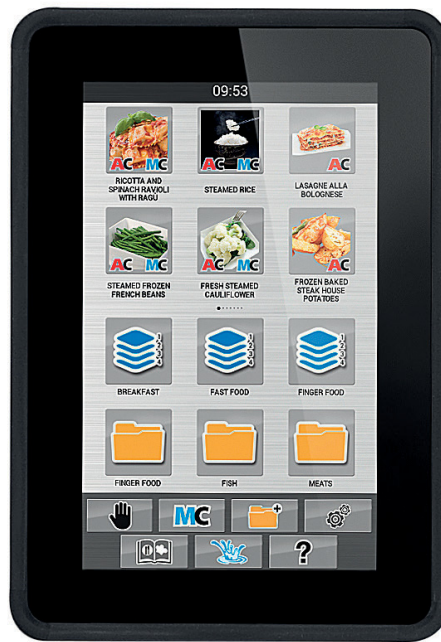 09:53
AC MC
AC MC
AC
RICOTTA AND
SPINACH RAVIOLI
WITH RAGÙ
STEAMED RICE
LASAGNE ALLA
BOLOGNESE
AC MC
AC MC
AC
STEAMED FROZEN
FRENCH BEANS
FRESH STEAMED
CAULIFLOWER
FROZEN BAKED
STEAK HOUSE
POTATOES
1
2
3
4
1
2
3
4
1
2
3
4
BREAKFAST
FAST FOOD
FINGER FOOD
FINGER FOOD
FISH
MEATS
MC
+
?